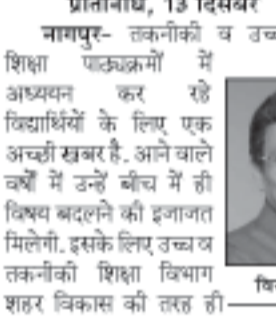 प्रतिनिधि, 13 दिसंबर
नागपुर- तकनीकी व उच्च
शिक्षा पाठ्यक्रमों में
अध्ययन कर रहे
विद्यार्थियों के लिए एक
अच्छी खबर है. आने वाले
वर्षों में उन्हें बीच में ही
विषय बदलने की इजाजत
मिलेगी. इसके लिए उच्च व
तकनीकी शिक्षा विभाग
शहर विकास की तरह ही